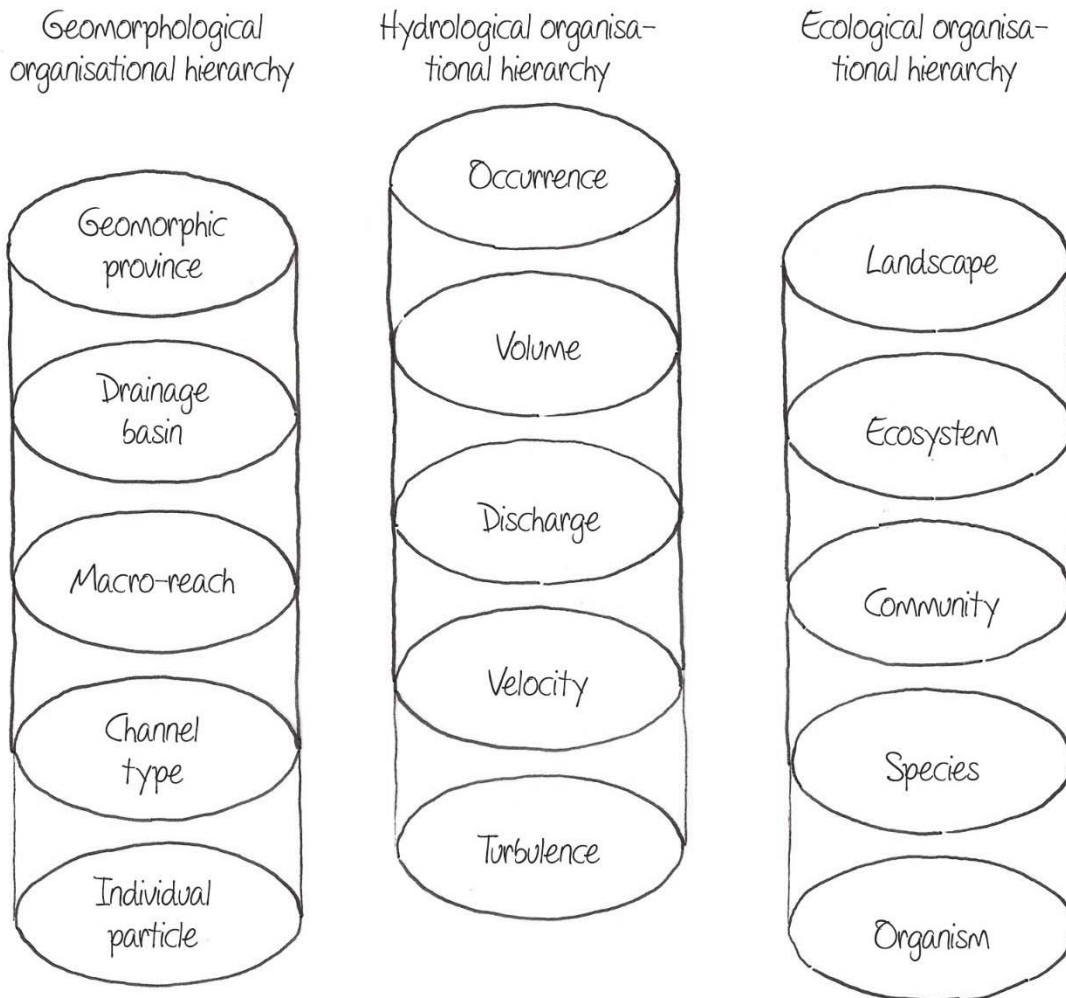 Geomorphological
organisational hierarchy
Geomorphic
province
Drainage
basin
Macro-reach
Channel
type
Individual
particle
Hydrological organisa-
tional hierarchy
Occurrence
Volume
Discharge
Velocity
Turbulence
Ecological organisa-
tional hierarchy
Landscape
Ecosystem
Community
Species
Organism